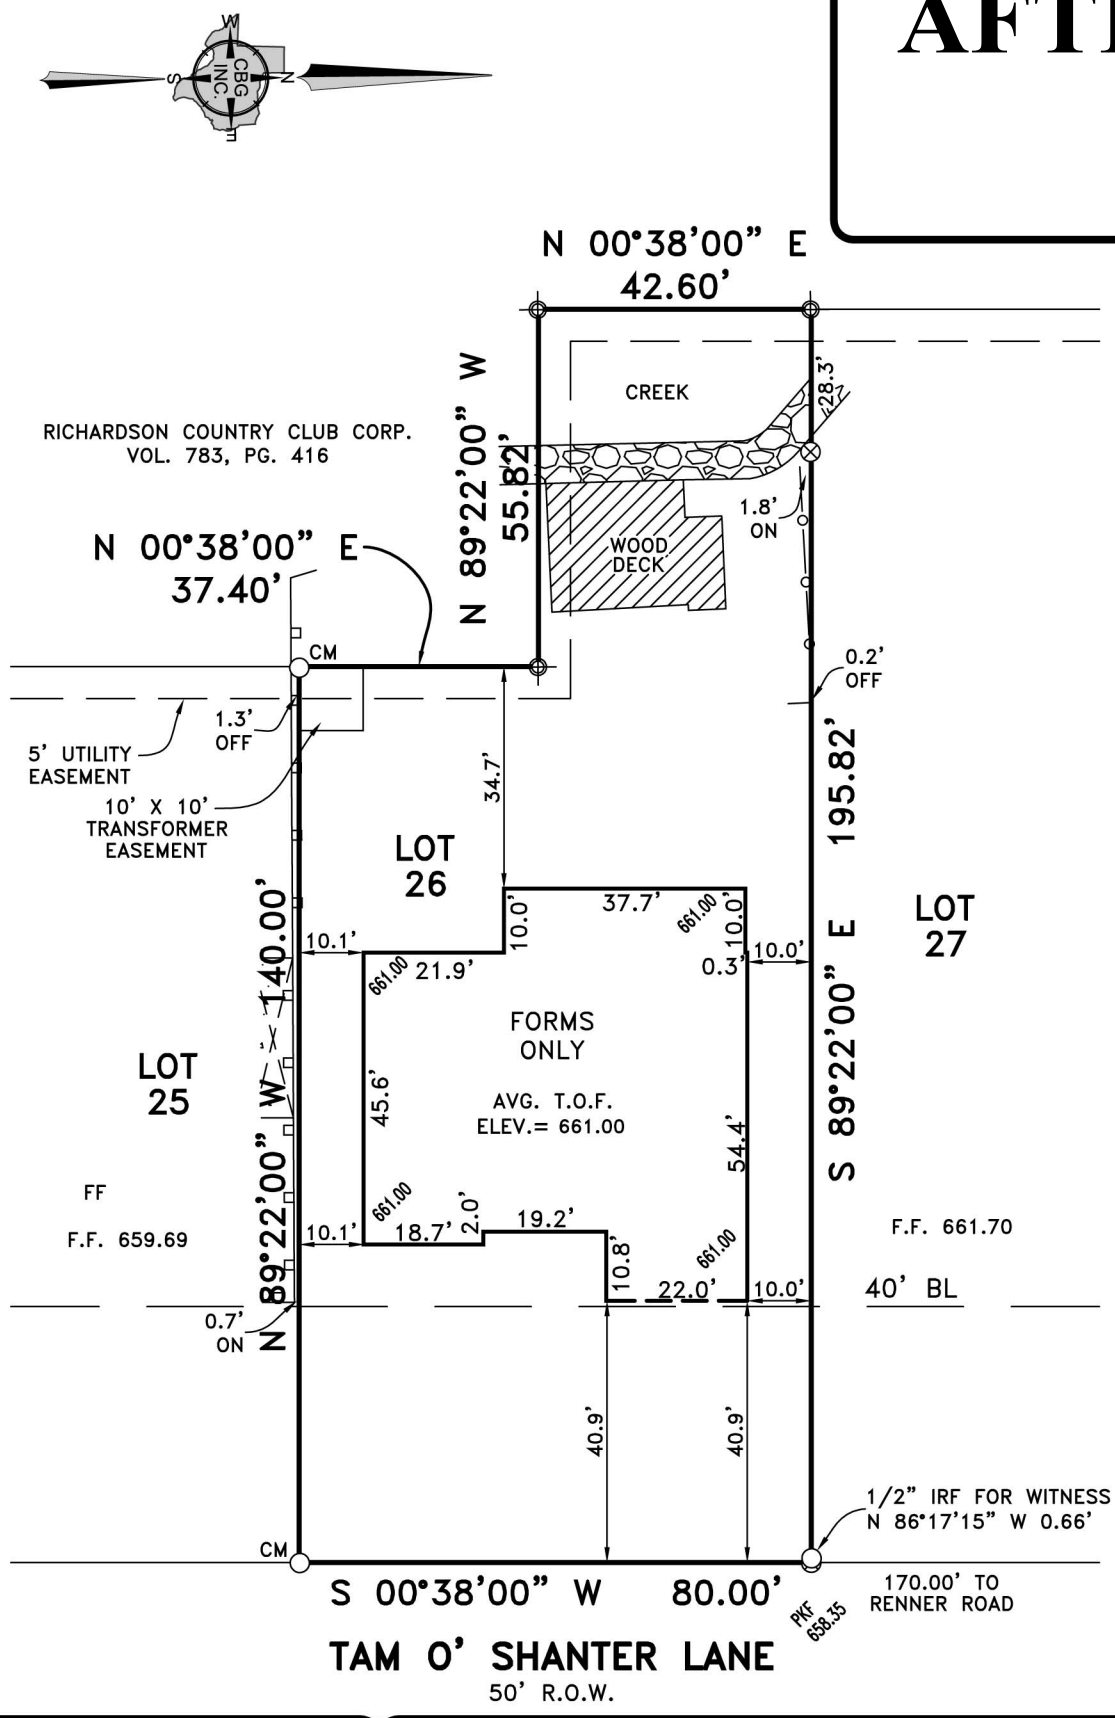 W
S
CBG
INC.
N
E
N 00°38'00" E
42.60'
CREEK
28.3'
N 89°22'00" W
55.82'
RICHARDSON COUNTRY CLUB CORP.
VOL. 783, PG. 416
1.8'
ON
WOOD
DECK
N 00°38'00" E
37.40'
CM
0.2'
OFF
1.3'
OFF
5' UTILITY
EASEMENT
10' X 10'
TRANSFORMER
EASEMENT
34.7'
S 89°22'00" E 195.82'
LOT
26
LOT
27
37.7'
661.00
10.0'
10.0'
10.1'
21.9'
661.00
0.3'
10.0'
N 89°22'00" W 140.00'
FORMS
ONLY
LOT
25
45.6'
AVG. T.O.F.
ELEV.= 661.00
54.4'
FF
F.F. 659.69
661.00
10.1'
18.7'
2.0'
19.2'
10.8'
661.00
22.0'
10.0'
F.F. 661.70
40' BL
0.7'
ON
40.9'
40.9'
1/2" IRF FOR WITNESS
N 86°17'15" W 0.66'
CM
S 00°38'00" W 80.00'
PKF
658.35
170.00' TO
RENNER ROAD
TAM O' SHANTER LANE
50' R.O.W.